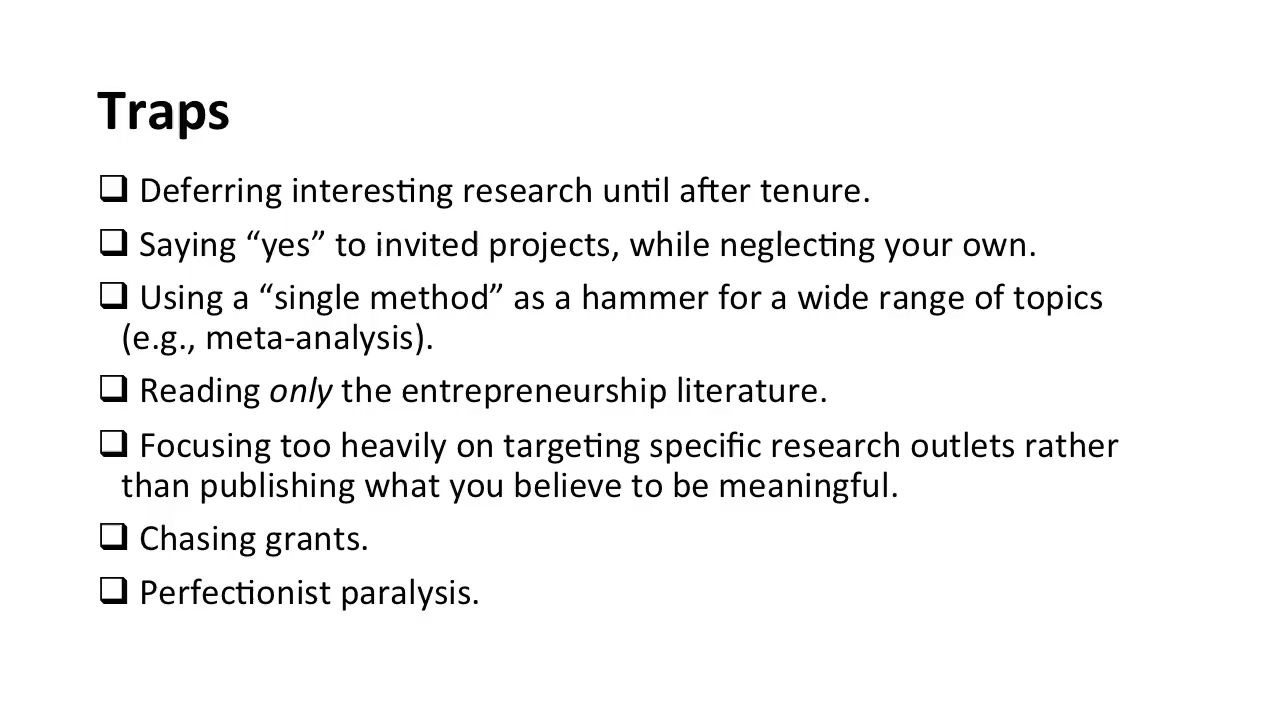 Traps
❑ Deferring interesting research until after tenure.
❑ Saying “yes” to invited projects, while neglecting your own.
❑ Using a “single method” as a hammer for a wide range of topics
(e.g., meta-analysis).
❑ Reading only the entrepreneurship literature.
❑ Focusing too heavily on targeting specific research outlets rather
than publishing what you believe to be meaningful.
❑ Chasing grants.
❑ Perfectionist paralysis.